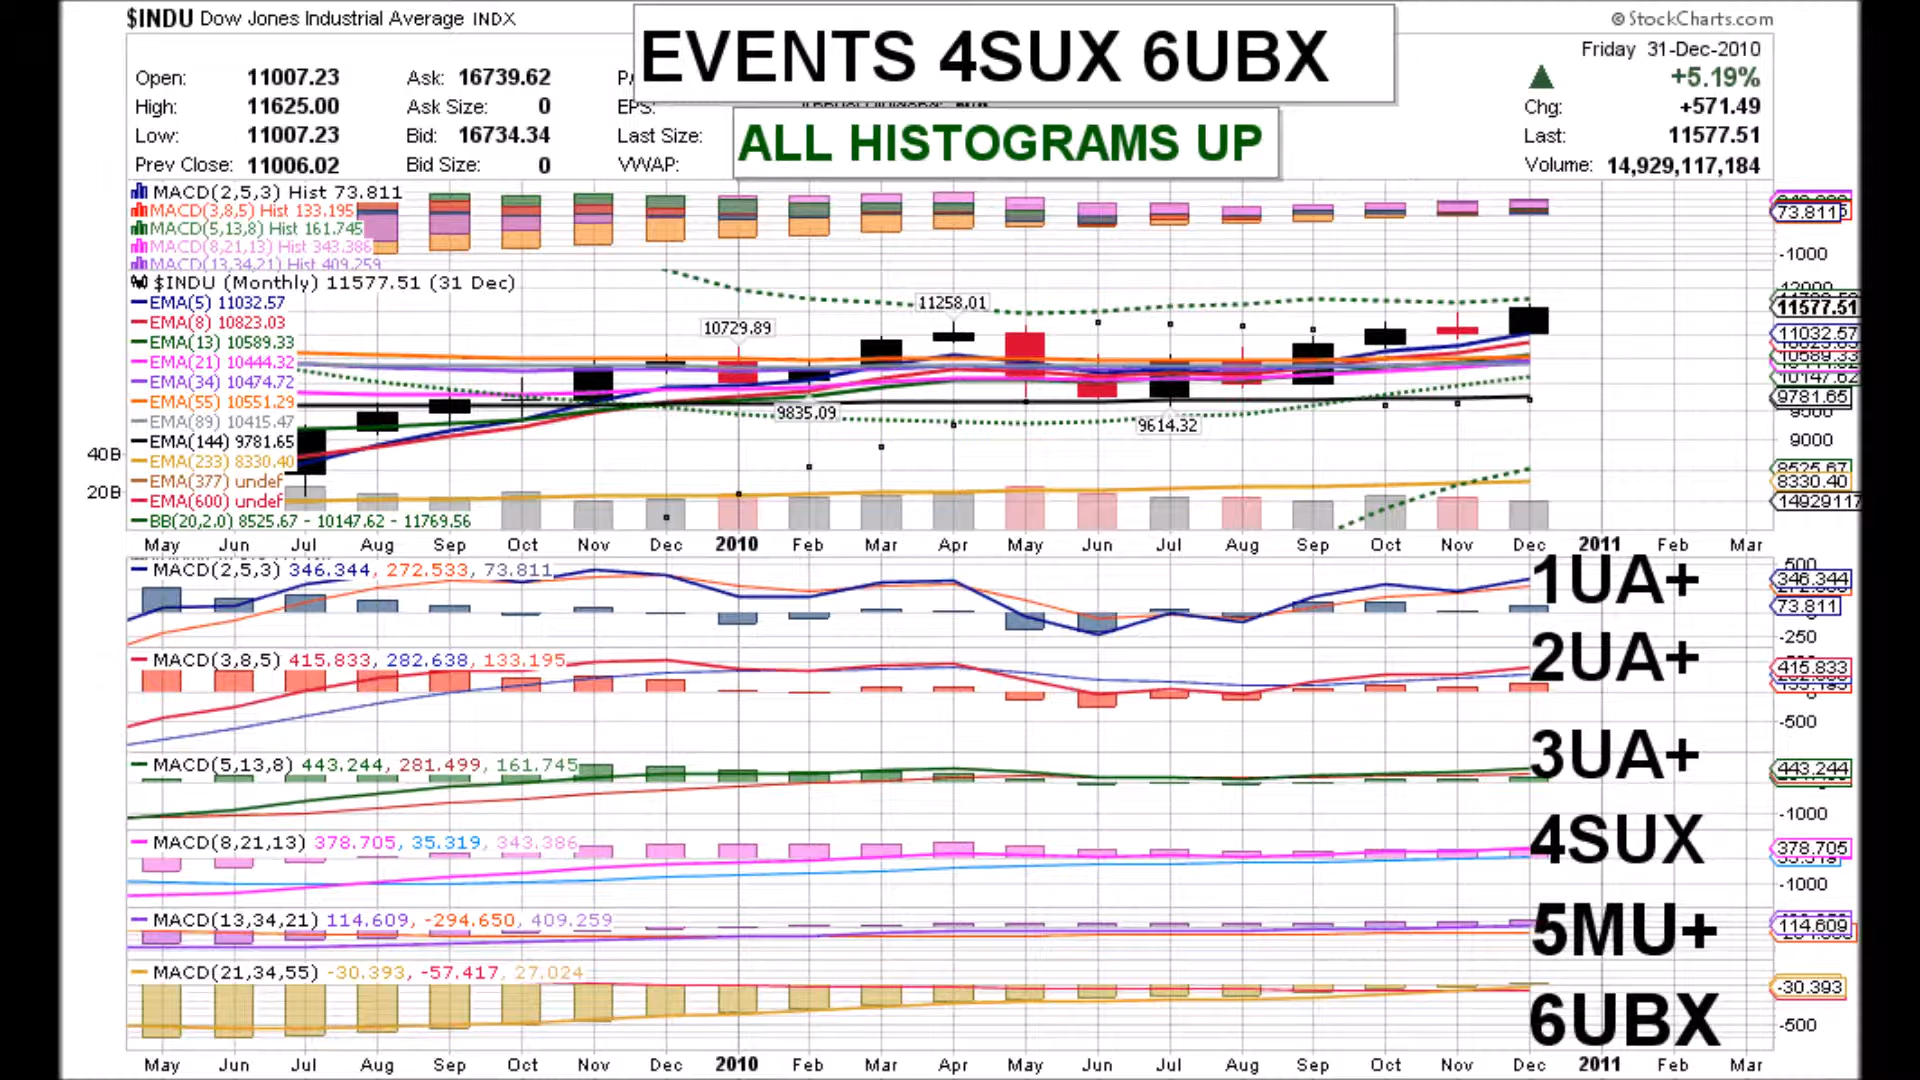 $INDU Dow Jones Industrial Average INDX
© StockCharts.com
EVENTS 4SUX 6UBX
Friday 31-Dec-2010
Open: 11007.23 Ask: 16739.62
+5.19%
High: 11625.00 Ask Size: 0 EPS:
Chg: +571.49
Low: 11007.23 Bid: 16734.34 Last Size:
Last: 11577.51
Prev Close: 11006.02 Bid Size: 0 VWAP:
Volume: 14,929,117,184
ALL HISTOGRAMS UP
MACD(2,5,3) Hist 73.811
MACD(3,8,5) Hist 133.195
MACD(5,13,8) Hist 161.745
MACD(8,21,13) Hist 343.386
MACD(13,34,21) Hist 409.259
73.811
-1000
$INDU (Monthly) 11577.51 (31 Dec)
EMA(5) 11032.57
EMA(8) 10823.03
EMA(13) 10589.33
EMA(21) 10444.32
EMA(34) 10474.72
EMA(55) 10551.29
EMA(89) 10415.47
EMA(144) 9781.65
EMA(233) 8330.40
EMA(377) undef
EMA(600) undef
BB(20,2.0) 8525.67 - 10147.62 - 11769.56
40B
20B
10729.89
9835.09
11258.01
9614.32
12000
11577.51
11032.57
10589.33
10147.62
9781.65
9500
9000
8525.67
8330.40
14929117
May Jun Jul Aug Sep Oct Nov Dec 2010 Feb Mar Apr May Jun Jul Aug Sep Oct Nov Dec 2011 Feb Mar
MACD(2,5,3) 346.344, 272.533, 73.811
1UA+
500
346.344
73.811
-250
MACD(3,8,5) 415.833, 282.638, 133.195
2UA+
415.833
133.195
0
-500
MACD(5,13,8) 443.244, 281.499, 161.745
3UA+
443.244
-1000
MACD(8,21,13) 378.705, 35.319, 343.386
4SUX
378.705
35.319
-1000
MACD(13,34,21) 114.609, -294.650, 409.259
5MU+
114.609
MACD(21,34,55) -30.393, -57.417, 27.024
6UBX
-30.393
-500
May Jun Jul Aug Sep Oct Nov Dec 2010 Feb Mar Apr May Jun Jul Aug Sep Oct Nov Dec 2011 Feb Mar